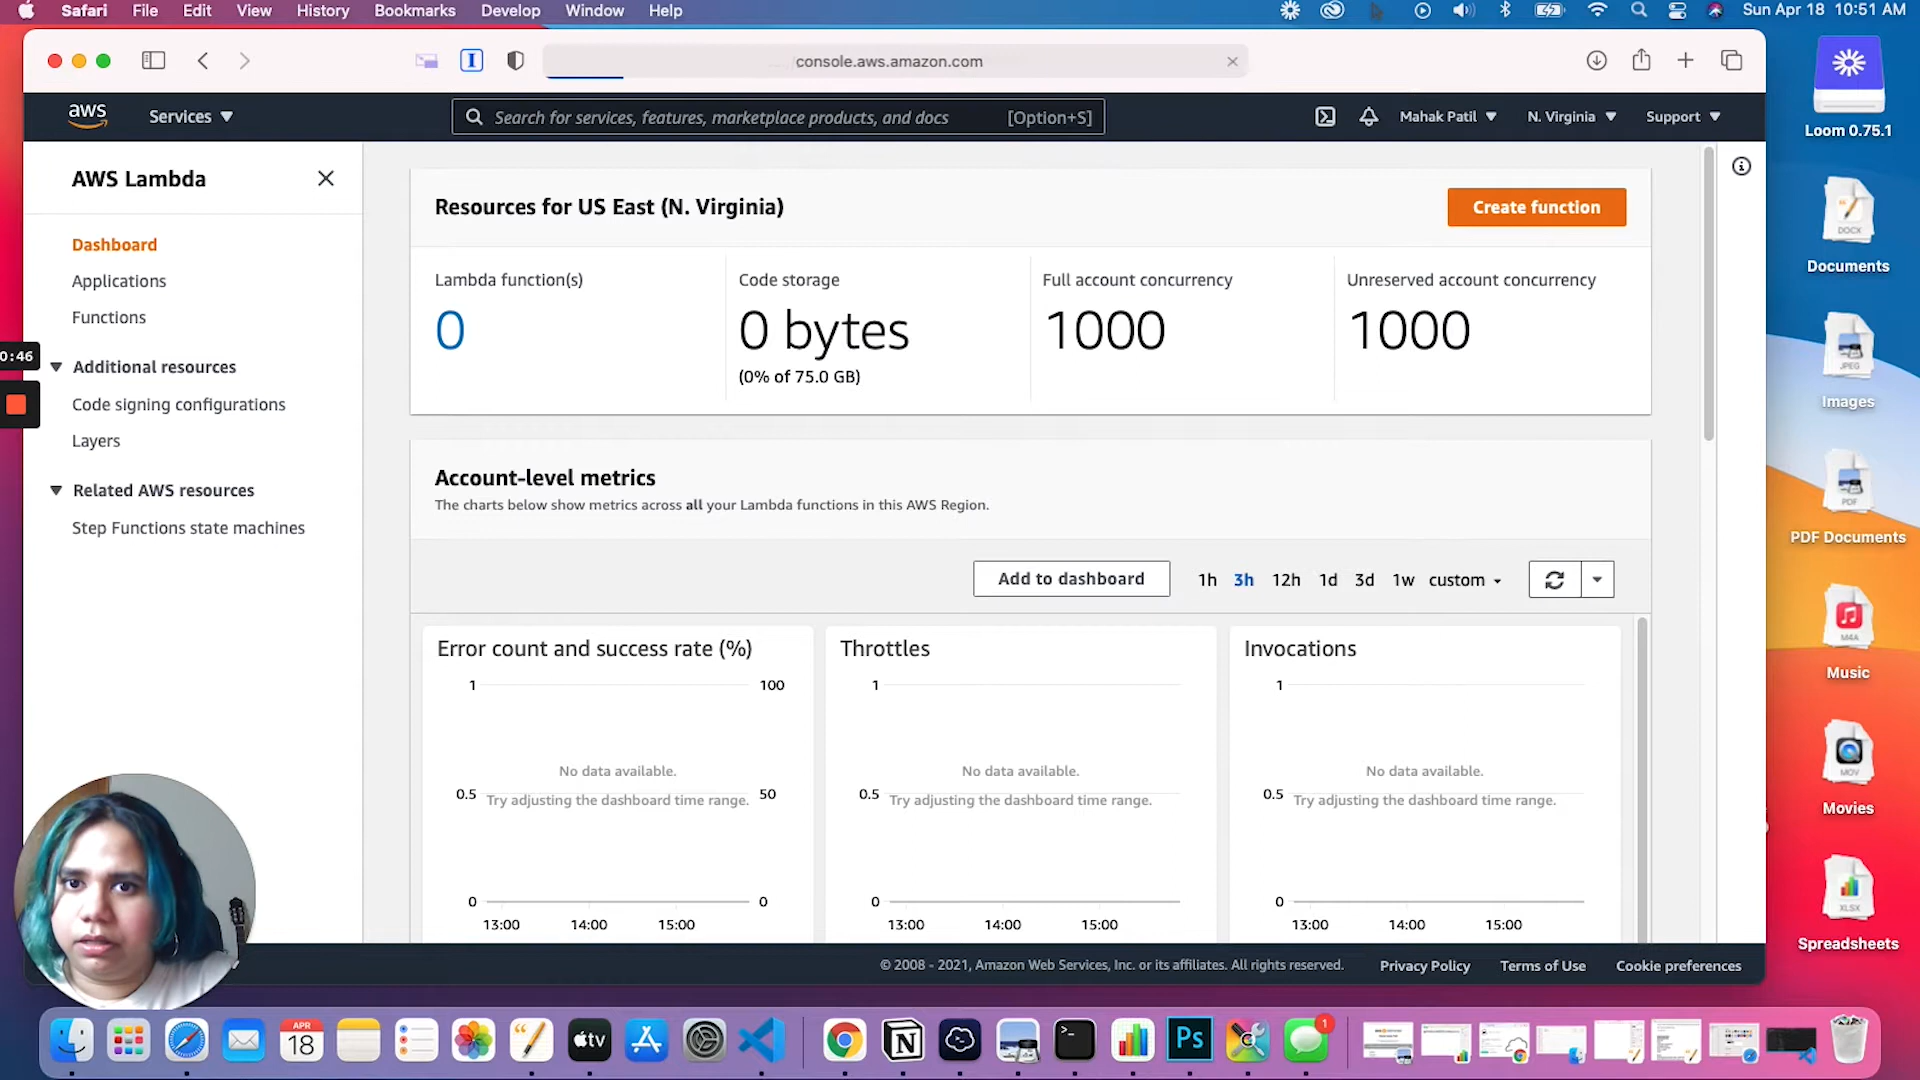 Safari File Edit View History Bookmarks Develop Window Help Sun Apr 18 10:51 AM
console.aws.amazon.com
aws Services Search for services, features, marketplace products, and docs [Option+S] Mahak Patil N. Virginia Support
Loom 0.75.1
AWS Lambda
Dashboard
Applications
Functions
0:46
Additional resources
Code signing configurations
Layers
Related AWS resources
Step Functions state machines
Resources for US East (N. Virginia) Create function
Lambda function(s) Code storage Full account concurrency Unreserved account concurrency
0 0 bytes 1000 1000
(0% of 75.0 GB)
Account-level metrics
The charts below show metrics across all your Lambda functions in this AWS Region.
Add to dashboard 1h 3h 12h 1d 3d 1w custom
Error count and success rate (%) Throttles Invocations
1 100 1 1
No data available. No data available. No data available.
0.5 Try adjusting the dashboard time range. 50 0.5 Try adjusting the dashboard time range. 0.5 Try adjusting the dashboard time range.
0 0 0 0
13:00 14:00 15:00 13:00 14:00 15:00 13:00 14:00 15:00
© 2008 - 2021, Amazon Web Services, Inc. or its affiliates. All rights reserved. Privacy Policy Terms of Use Cookie preferences
DOCX
Documents
JPEG
Images
PDF
PDF Documents
M4A
Music
MOV
Movies
XLSX
Spreadsheets
APR
18
tv
Ps
1